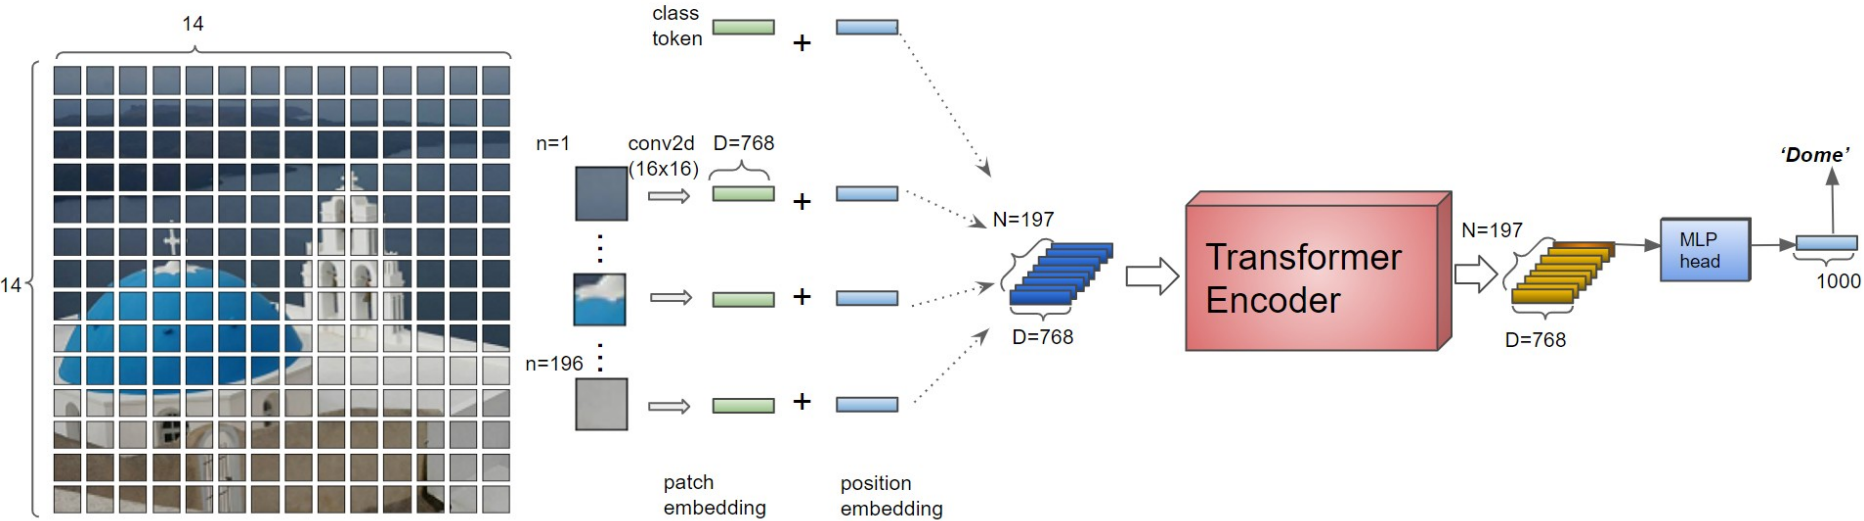 14
14
class
token
+
n=1
conv2d
(16x16)
D=768
+
+
n=196
+
patch
embedding
position
embedding
N=197
D=768
Transformer
Encoder
N=197
D=768
MLP
head
‘Dome’
1000